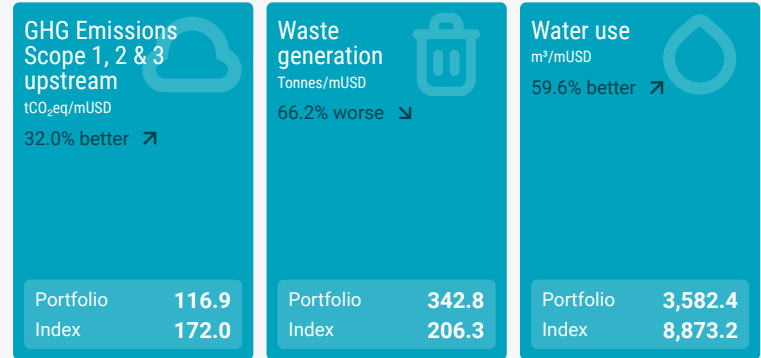 GHG Emissions
Scope 1, 2 & 3
upstream
tCO₂eq/mUSD
32.0% better
Portfolio 116.9
Index 172.0
Waste
generation
Tonnes/mUSD
66.2% worse
Portfolio 342.8
Index 206.3
Water use
m³/mUSD
59.6% better
Portfolio 3,582.4
Index 8,873.2